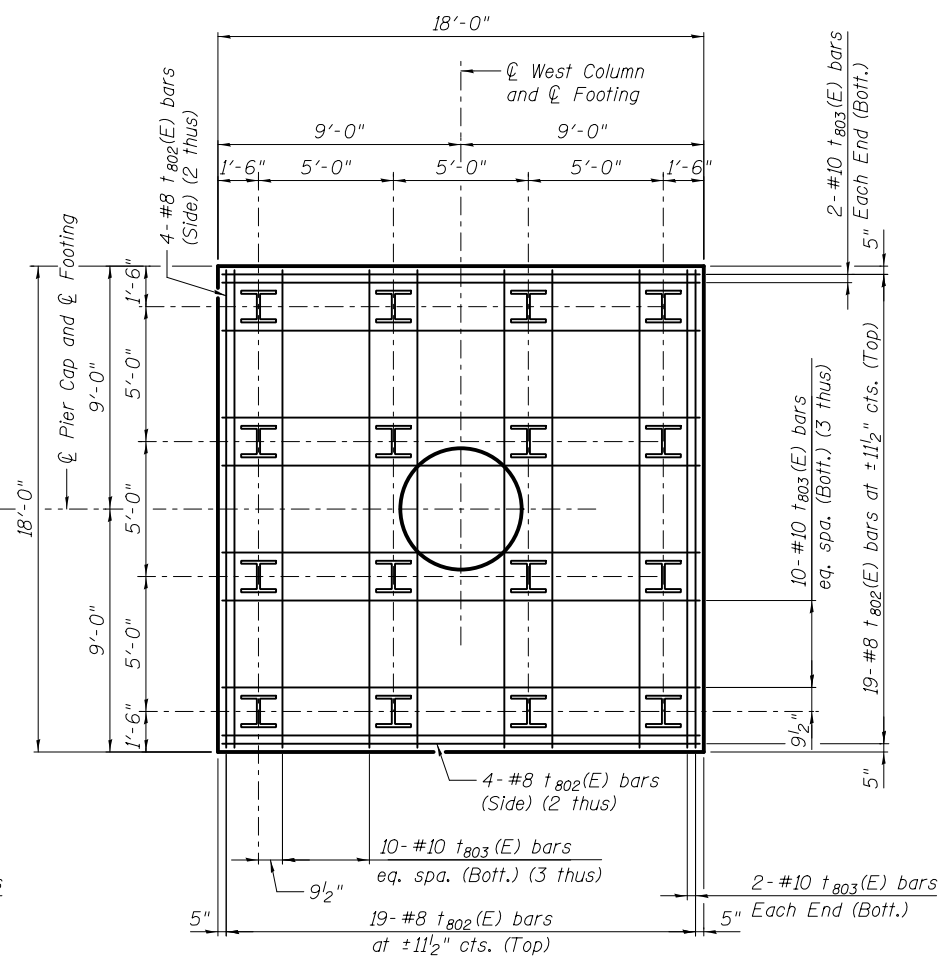 18'-0"
℄ West Column
and ℄ Footing
9'-0" 9'-0"
1'-6" 5'-0" 5'-0" 5'-0" 1'-6"
4-#8 t802(E) bars
(Side) (2 thus)
2-#10 t803(E) bars
Each End (Bott.)
5"
℄ Pier Cap and ℄ Footing
18'-0"
9'-0"
9'-0"
1'-6"
5'-0"
5'-0"
5'-0"
1'-6"
10-#10 t803(E) bars
eq. spa. (Bott.) (3 thus)
19-#8 t802(E) bars at ±11½" cts. (Top)
9½"
5"
4-#8 t802(E) bars
(Side) (2 thus)
10-#10 t803(E) bars
eq. spa. (Bott.) (3 thus)
9½"
2-#10 t803(E) bars
Each End (Bott.)
5" 19-#8 t802(E) bars 5"
at ±11½" cts. (Top)